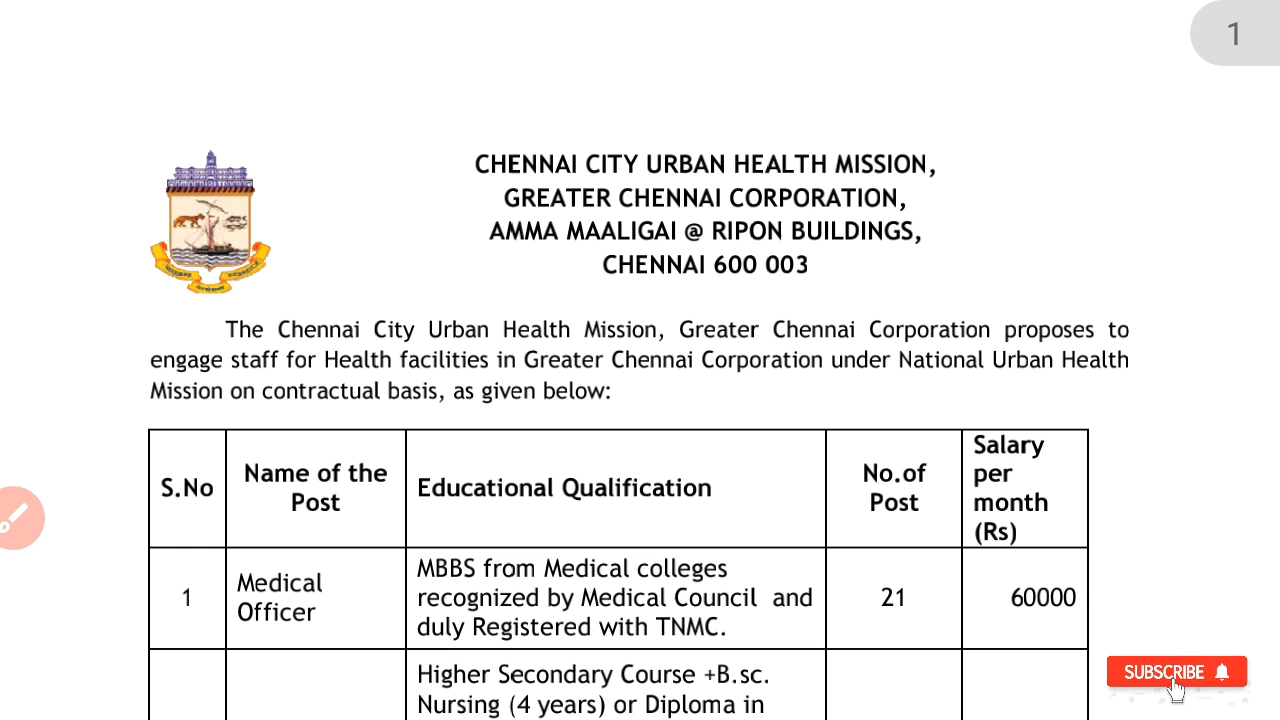 1
CHENNAI CITY URBAN HEALTH MISSION,
GREATER CHENNAI CORPORATION,
AMMA MAALIGAI @ RIPON BUILDINGS,
CHENNAI 600 003
The Chennai City Urban Health Mission, Greater Chennai Corporation proposes to
engage staff for Health facilities in Greater Chennai Corporation under National Urban Health
Mission on contractual basis, as given below:
S.No
Name of the
Post
Educational Qualification
No.of
Post
Salary
per
month
(Rs)
1
Medical
Officer
MBBS from Medical colleges
recognized by Medical Council and
duly Registered with TNMC.
21
60000
Higher Secondary Course +B.sc.
Nursing (4 years) or Diploma in
SUBSCRIBE